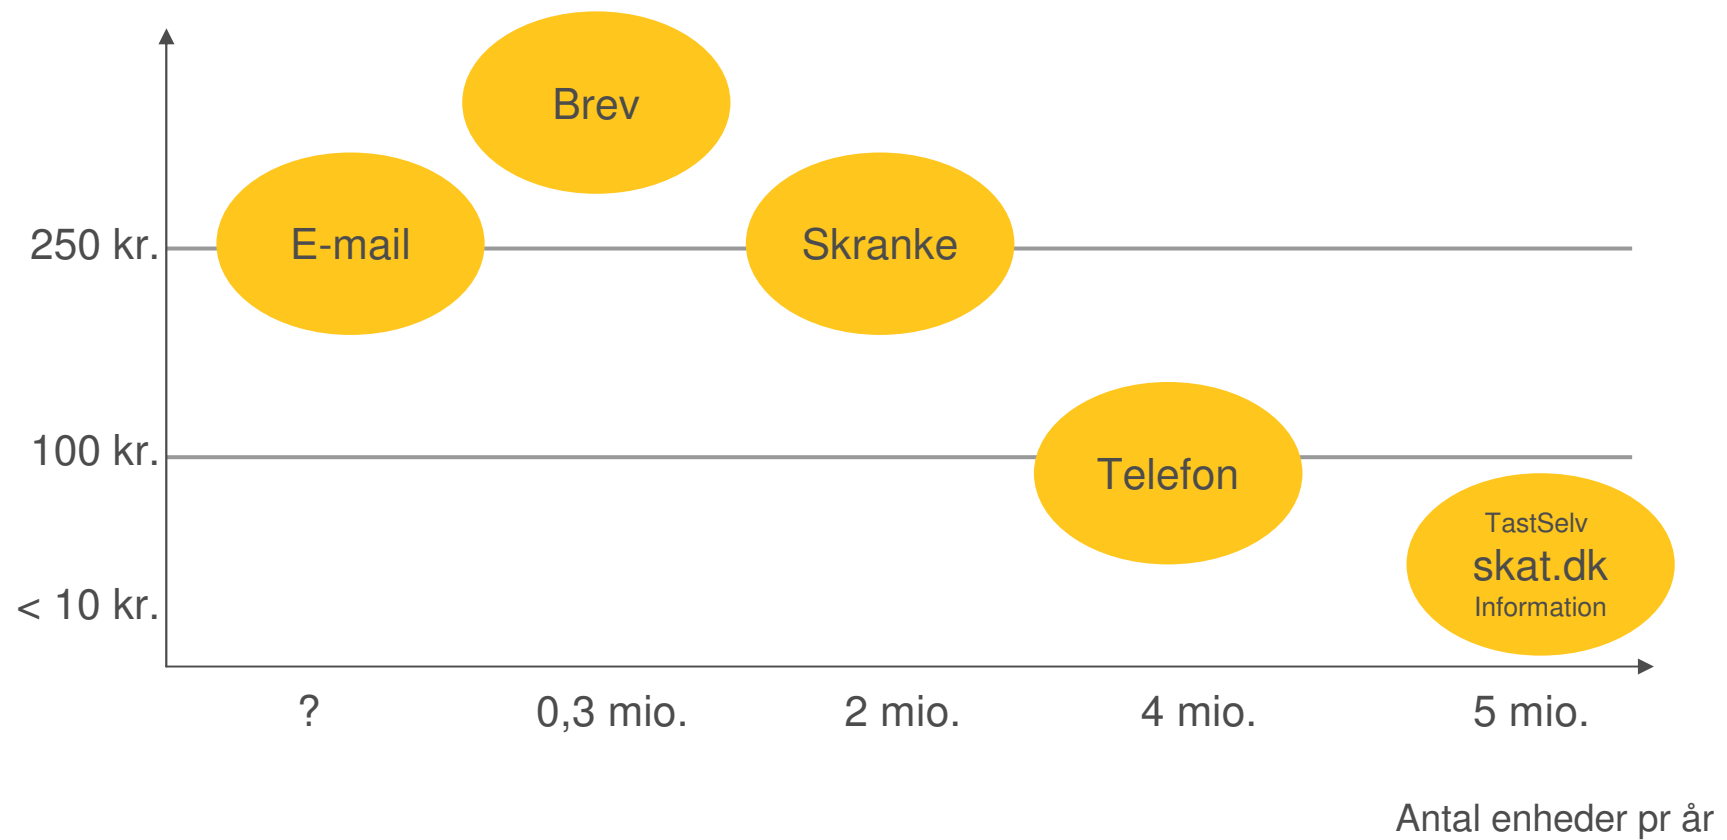 Brev
250 kr.
E-mail
Skranke
100 kr.
Telefon
TastSelv
skat.dk
Information
< 10 kr.
?
0,3 mio.
2 mio.
4 mio.
5 mio.
Antal enheder pr år